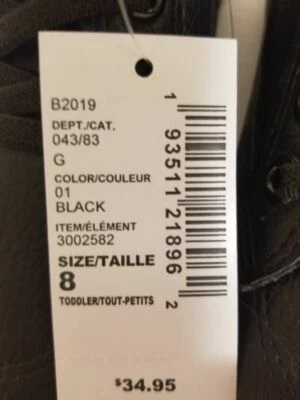 B2019
DEPT./CAT.
043/83
G
COLOR/COULEUR
01
BLACK
ITEM/ÉLÉMENT
3002582
SIZE/TAILLE
8
TODDLER/TOUT-PETITS
1 93511 21896 2
$34.95